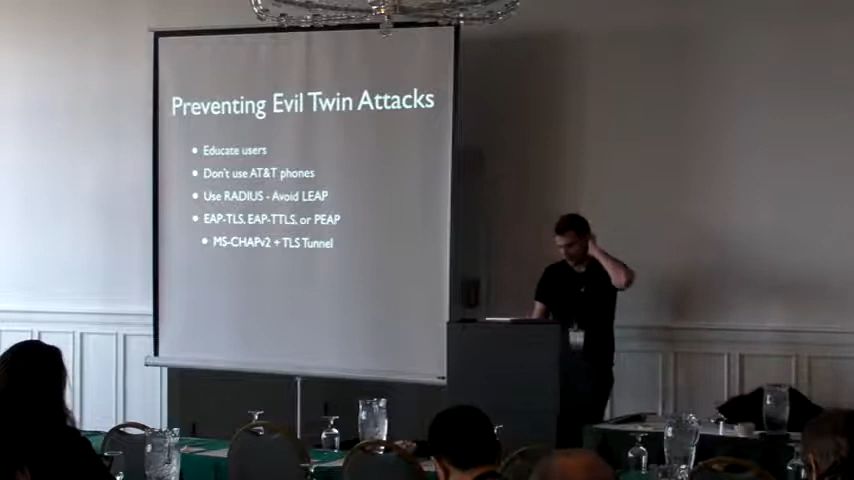 Preventing Evil Twin Attacks
• Educate users
• Don't use AT&T phones
• Use RADIUS - Avoid LEAP
• EAP-TLS, EAP-TTLS, or PEAP
• MS-CHAPv2 + TLS Tunnel